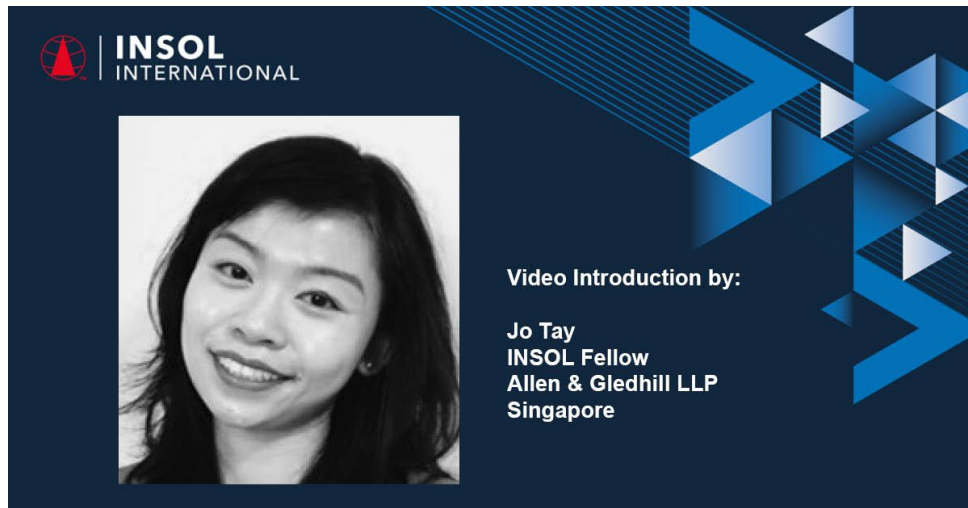 INSOL
INTERNATIONAL
Video Introduction by:
Jo Tay
INSOL Fellow
Allen & Gledhill LLP
Singapore